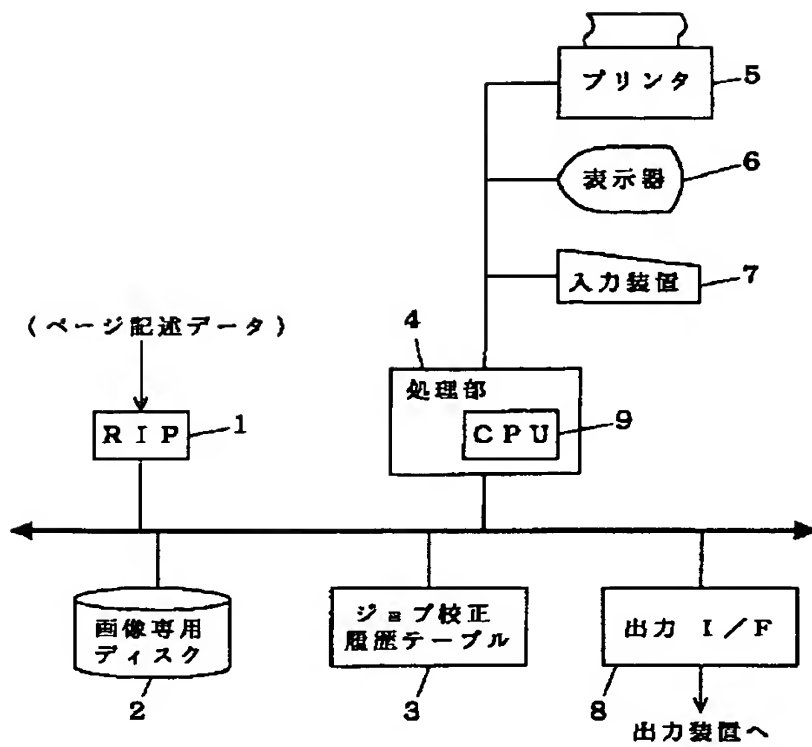 プリンタ
5
表示器
6
入力装置
7
(ページ記述データ)
4
処理部
RIP
1
CPU
9
画像専用
ディスク
2
ジョブ校正
履歴テーブル
3
出力 I/F
8
出力装置へ